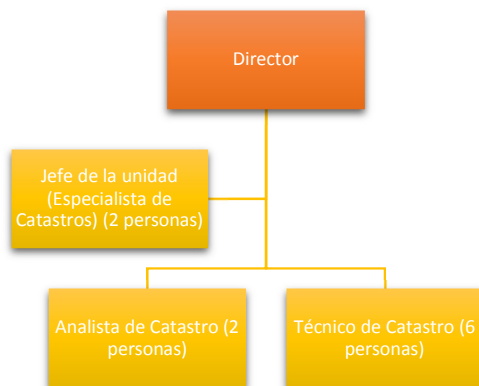 Director
Jefe de la unidad
(Especialista de
Catastros) (2 personas)
Analista de Catastro (2
personas)
Técnico de Catastro (6
personas)